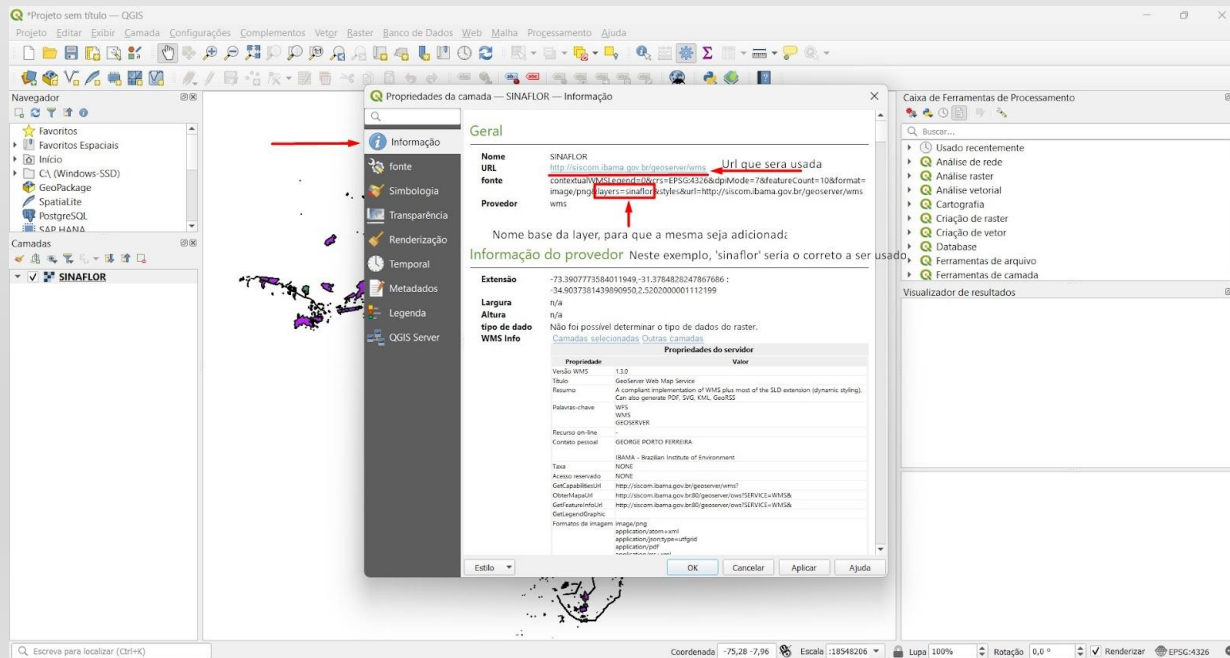 *Projeto sem título — QGIS
Projeto Editar Exibir Camada Configurações Complementos Vetor Raster Banco de Dados Web Malha Processamento Ajuda
Navegador
Favoritos
Favoritos Espaciais
Início
C:\ (Windows-SSD)
GeoPackage
SpatiaLite
PostgreSQL
SAP HANA
Camadas
SINAFLOR
Propriedades da camada — SINAFLOR — Informação
Informação
fonte
Simbologia
Transparência
Renderização
Temporal
Metadados
Legenda
QGIS Server
Geral
Nome SINAFLOR
URL http://siscom.ibama.gov.br/geoserver/wms Url que sera usada
fonte contextualWMSLegend=0&crs=EPSG:4326&dpiMode=7&featureCount=10&format=
image/png&layers=sinaflor&styles&url=http://siscom.ibama.gov.br/geoserver/wms
Provedor wms
Nome base da layer, para que a mesma seja adicionada
Informação do provedor Neste exemplo, 'sinaflor' seria o correto a ser usado
Extensão -73.3907773584011949,-31.3784828247867686 :
-34.9037381439890950,2.5202000001112199
Largura n/a
Altura n/a
tipo de dado Não foi possível determinar o tipo de dados do raster.
WMS Info Camadas selecionadas Outras camadas
Propriedades do servidor
Propriedade Valor
Versão WMS 1.3.0
Título GeoServer Web Map Service
Resumo A compliant implementation of WMS plus most of the SLD extension (dynamic styling).
Can also generate PDF, SVG, KML, GeoRSS
Palavras-chave WFS
WMS
GEOSERVER
Recurso on-line -
Contato pessoal GEORGE PORTO FERREIRA
IBAMA - Brazilian Institute of Environment
Taxa NONE
Acesso reservado NONE
GetCapabilitiesUrl http://siscom.ibama.gov.br/geoserver/wms?
ObterMapaUrl http://siscom.ibama.gov.br:80/geoserver/ows?SERVICE=WMS&
GetFeatureInfoUrl http://siscom.ibama.gov.br:80/geoserver/ows?SERVICE=WMS&
GetLegendGraphic
Formatos de imagem image/png
application/atom+xml
application/json;type=utfgrid
application/pdf
Estilo OK Cancelar Aplicar Ajuda
Caixa de Ferramentas de Processamento
Buscar...
Usado recentemente
Análise de rede
Análise raster
Análise vetorial
Cartografia
Criação de raster
Criação de vetor
Database
Ferramentas de arquivo
Ferramentas de camada
Visualizador de resultados
Escreva para localizar (Ctrl+K) Coordenada -75,28 -7,96 Escala :18548206 Lupa 100% Rotação 0,0 ° Renderizar EPSG:4326